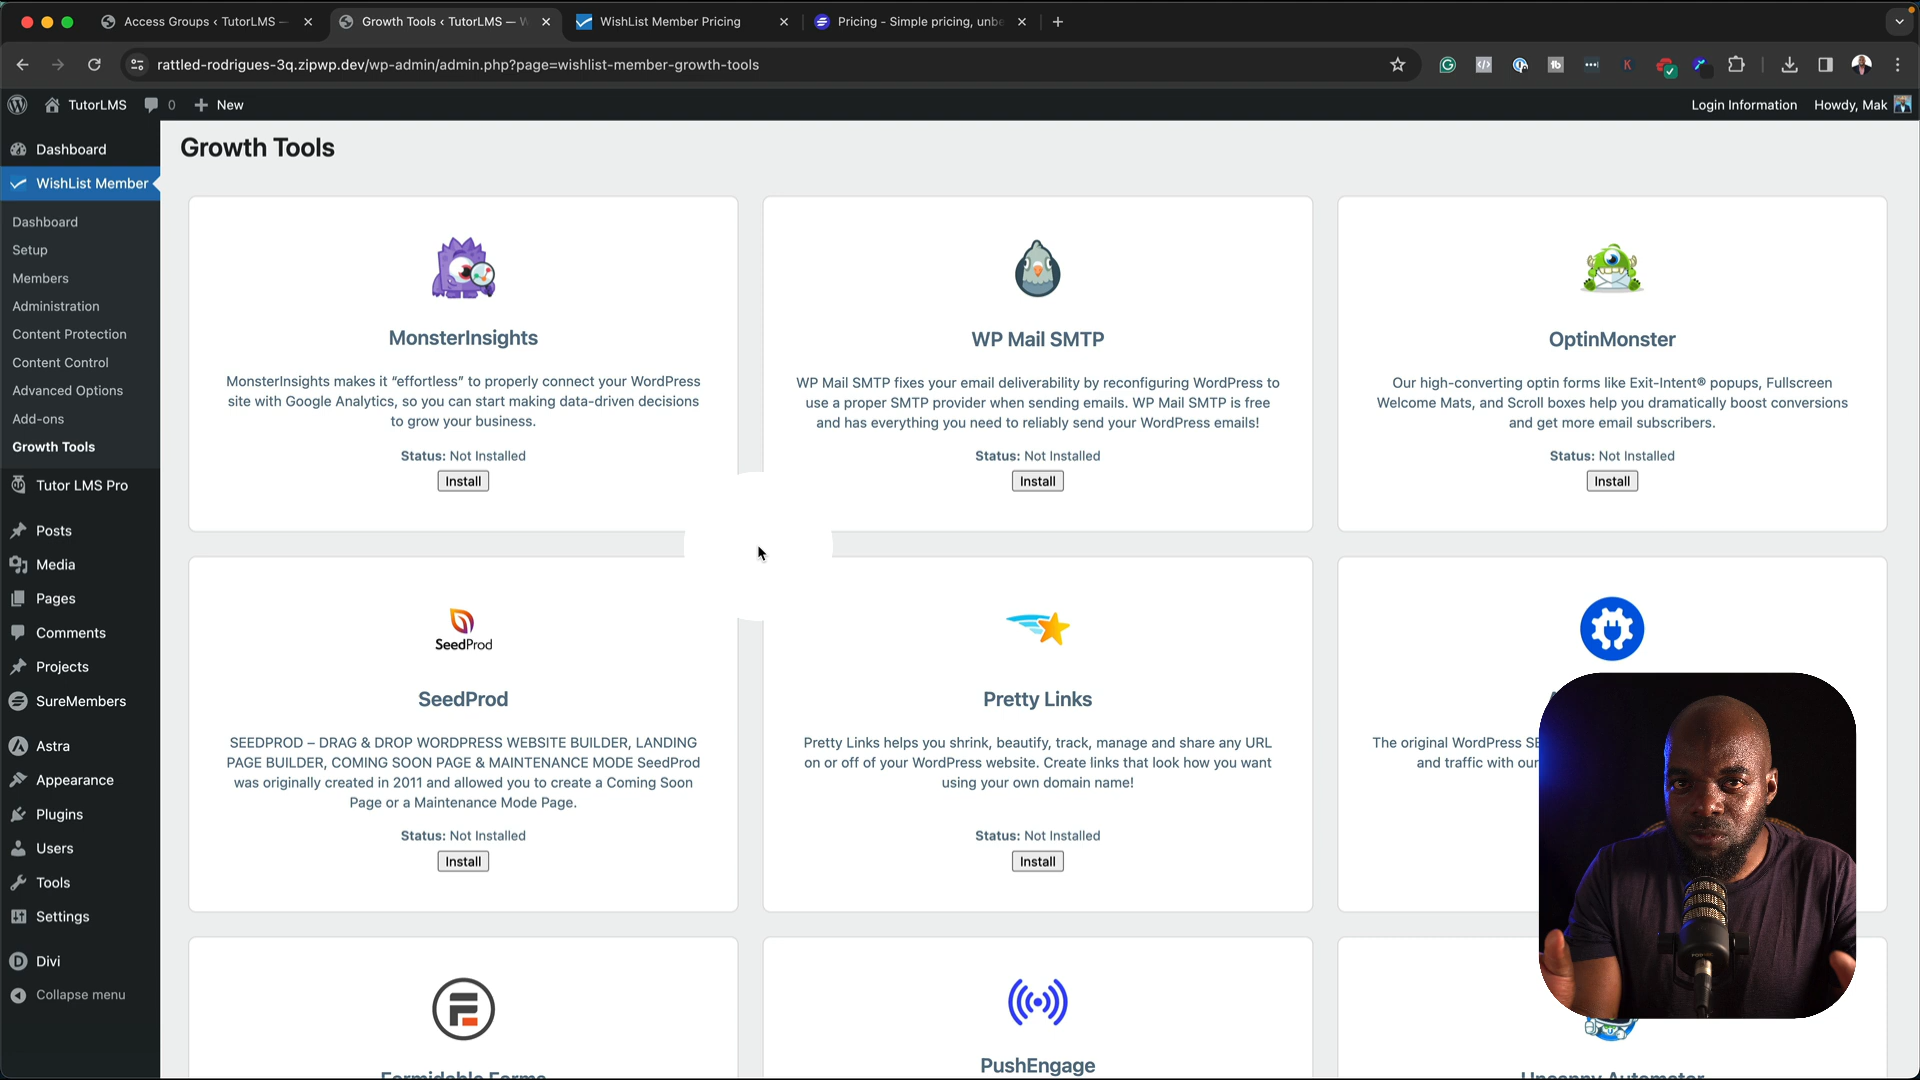 Access Groups ‹ TutorLMS —
Growth Tools ‹ TutorLMS — W
WishList Member Pricing
Pricing - Simple pricing, unbe
rattled-rodrigues-3q.zipwp.dev/wp-admin/admin.php?page=wishlist-member-growth-tools
TutorLMS
0
New
Login Information
Howdy, Mak
Dashboard
WishList Member
Dashboard
Setup
Members
Administration
Content Protection
Content Control
Advanced Options
Add-ons
Growth Tools
Tutor LMS Pro
Posts
Media
Pages
Comments
Projects
SureMembers
Astra
Appearance
Plugins
Users
Tools
Settings
Divi
Collapse menu
Growth Tools
MonsterInsights
MonsterInsights makes it “effortless” to properly connect your WordPress
site with Google Analytics, so you can start making data-driven decisions
to grow your business.
Status: Not Installed
Install
WP Mail SMTP
WP Mail SMTP fixes your email deliverability by reconfiguring WordPress to
use a proper SMTP provider when sending emails. WP Mail SMTP is free
and has everything you need to reliably send your WordPress emails!
Status: Not Installed
Install
OptinMonster
Our high-converting optin forms like Exit-Intent® popups, Fullscreen
Welcome Mats, and Scroll boxes help you dramatically boost conversions
and get more email subscribers.
Status: Not Installed
Install
SeedProd
SeedProd
SEEDPROD – DRAG & DROP WORDPRESS WEBSITE BUILDER, LANDING
PAGE BUILDER, COMING SOON PAGE & MAINTENANCE MODE SeedProd
was originally created in 2011 and allowed you to create a Coming Soon
Page or a Maintenance Mode Page.
Status: Not Installed
Install
Pretty Links
Pretty Links helps you shrink, beautify, track, manage and share any URL
on or off of your WordPress website. Create links that look how you want
using your own domain name!
Status: Not Installed
Install
The original WordPress SE
and traffic with our
Formidable Forms
PushEngage
Uncanny Automator